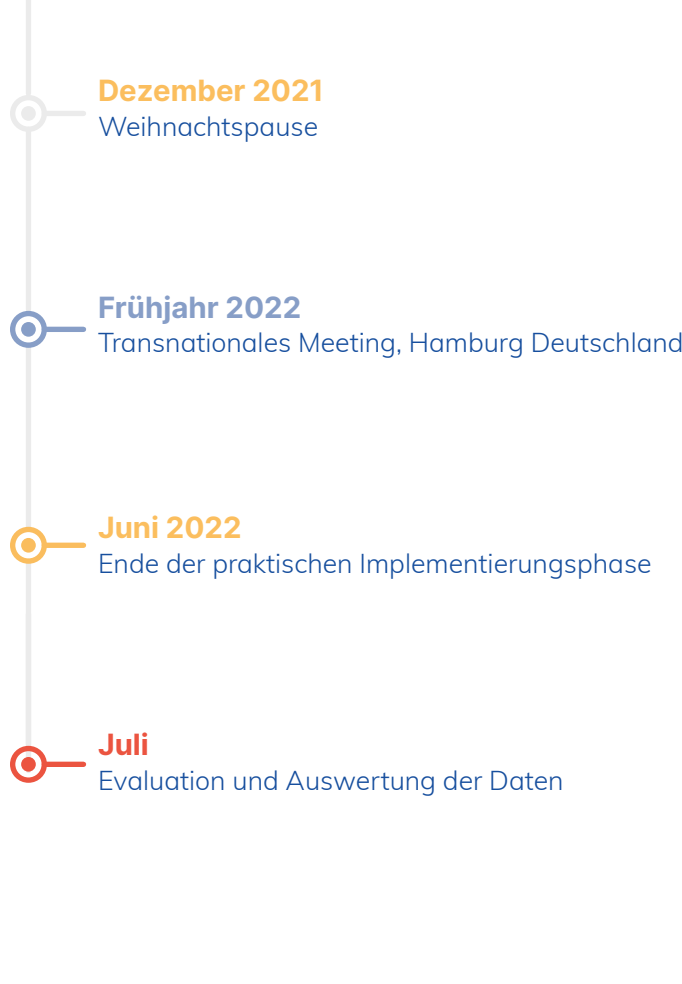 Dezember 2021
Weihnachtspause
Frühjahr 2022
Transnationales Meeting, Hamburg Deutschland
Juni 2022
Ende der praktischen Implementierungsphase
Juli
Evaluation und Auswertung der Daten